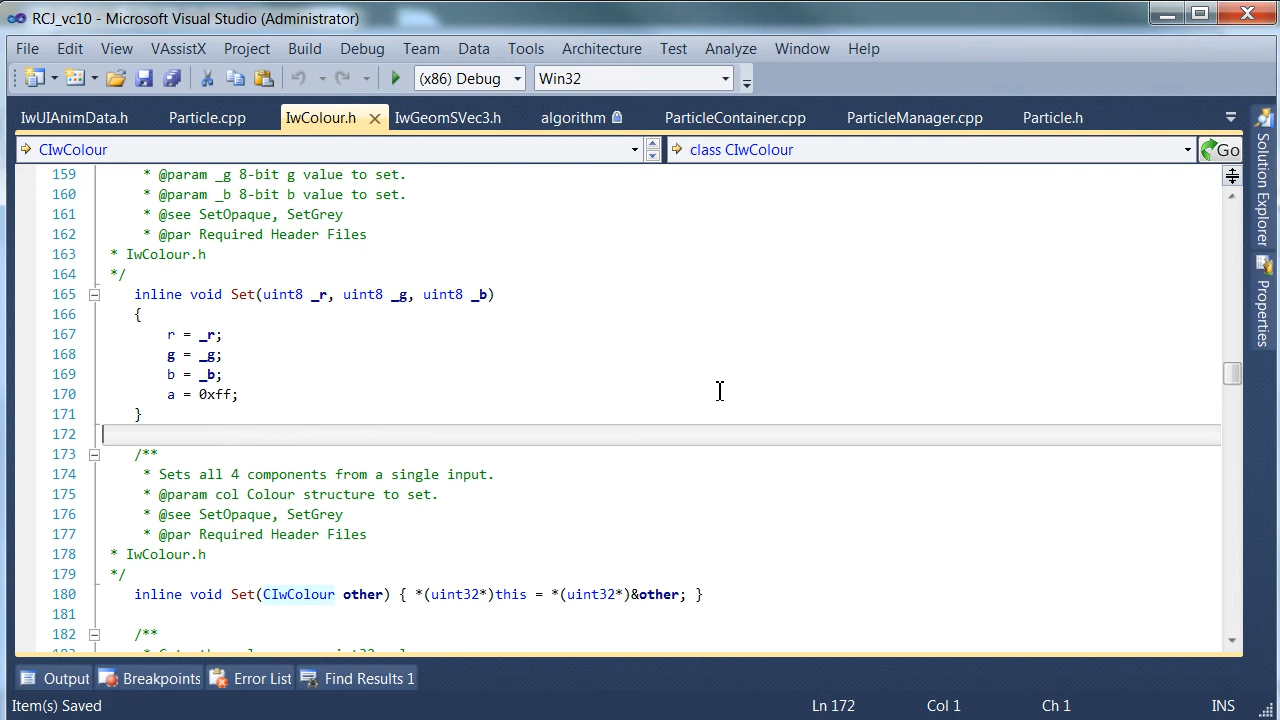 RCJ_vc10 - Microsoft Visual Studio (Administrator)
File Edit View VAssistX Project Build Debug Team Data Tools Architecture Test Analyze Window Help
(x86) Debug Win32
IwUIAnimData.h Particle.cpp IwColour.h IwGeomSVec3.h algorithm ParticleContainer.cpp ParticleManager.cpp Particle.h
CIwColour class CIwColour Go
159 * @param _g 8-bit g value to set.
160 * @param _b 8-bit b value to set.
161 * @see SetOpaque, SetGrey
162 * @par Required Header Files
163 * IwColour.h
164 */
165 inline void Set(uint8 _r, uint8 _g, uint8 _b)
166 {
167 r = _r;
168 g = _g;
169 b = _b;
170 a = 0xff;
171 }
172
173 /**
174 * Sets all 4 components from a single input.
175 * @param col Colour structure to set.
176 * @see SetOpaque, SetGrey
177 * @par Required Header Files
178 * IwColour.h
179 */
180 inline void Set(CIwColour other) { *(uint32*)this = *(uint32*)&other; }
181
182 /**
Solution Explorer
Properties
Output Breakpoints Error List Find Results 1
Item(s) Saved Ln 172 Col 1 Ch 1 INS